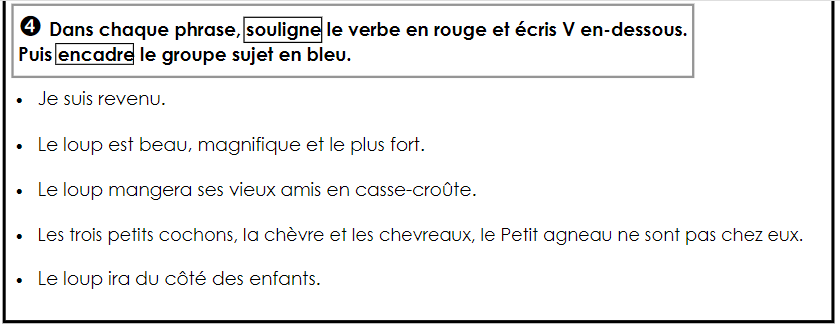 ❹ Dans chaque phrase, souligne le verbe en rouge et écris V en-dessous.
Puis encadre le groupe sujet en bleu.
• Je suis revenu.
• Le loup est beau, magnifique et le plus fort.
• Le loup mangera ses vieux amis en casse-croûte.
• Les trois petits cochons, la chèvre et les chevreaux, le Petit agneau ne sont pas chez eux.
• Le loup ira du côté des enfants.